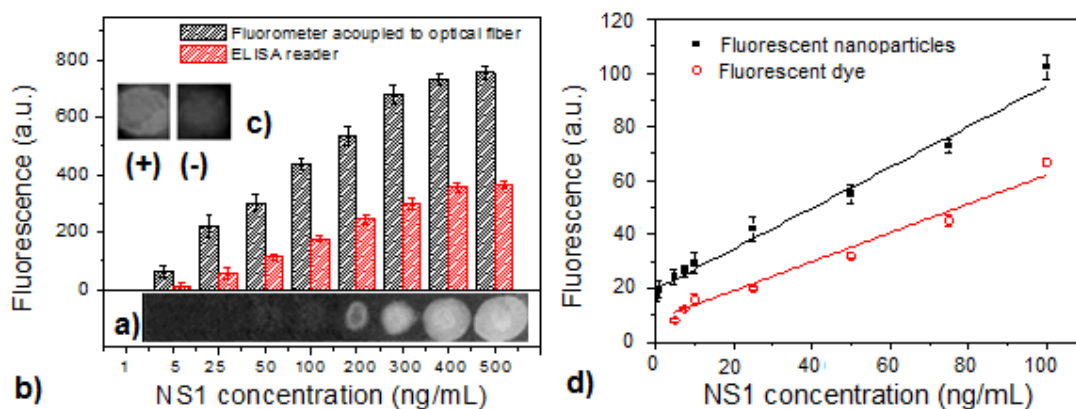 Fluorometer acoupled to optical fiber
ELISA reader
800
600
400
200
0
Fluorescence (a.u.)
(+) (-) c)
a)
1 5 25 50 100 200 300 400 500
b) NS1 concentration (ng/mL)
Fluorescent nanoparticles
Fluorescent dye
120
100
80
60
40
20
0
Fluorescence (a.u.)
0 20 40 60 80 100
d) NS1 concentration (ng/mL)